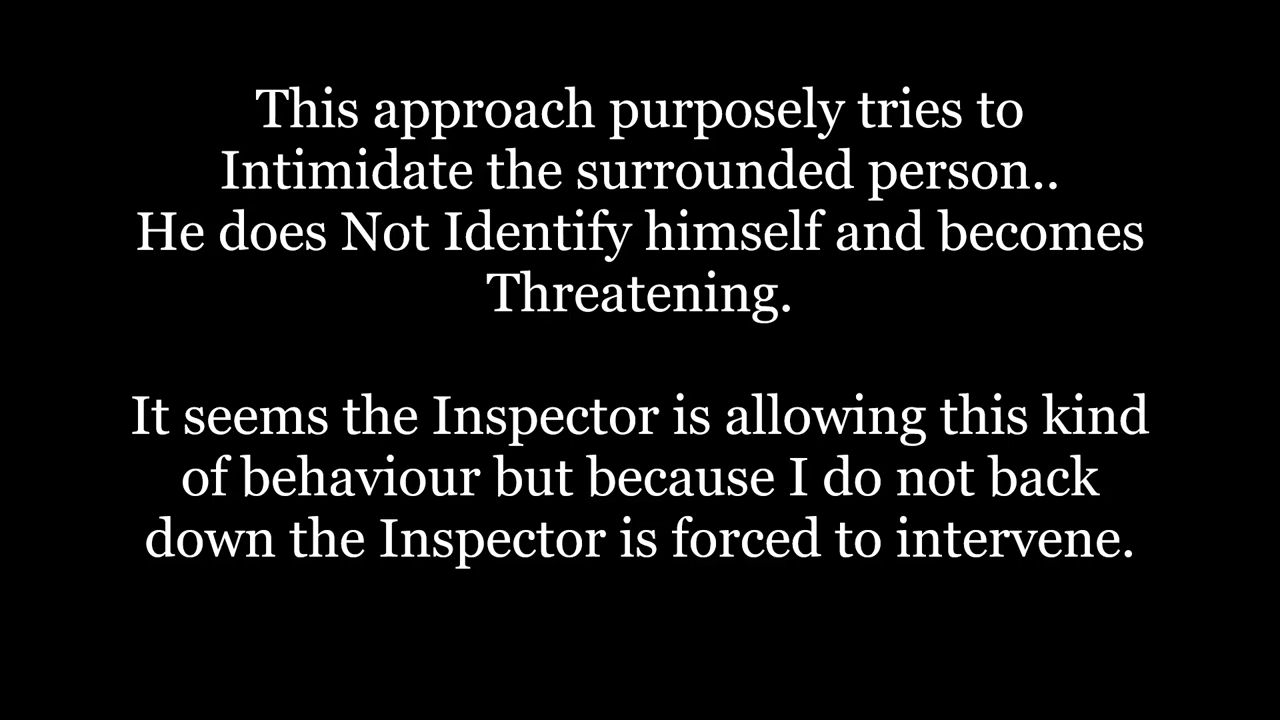 This approach purposely tries to
Intimidate the surrounded person..
He does Not Identify himself and becomes
Threatening.
It seems the Inspector is allowing this kind
of behaviour but because I do not back
down the Inspector is forced to intervene.